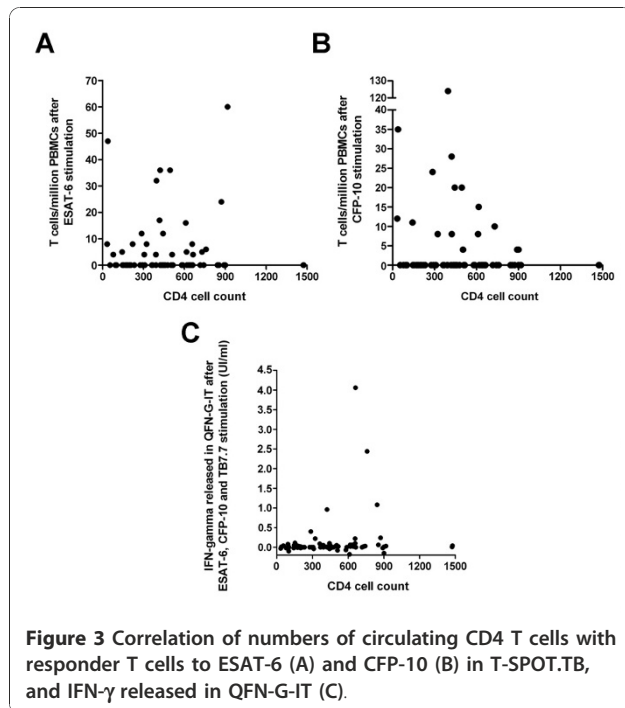 A
T cells/million PBMCs after
ESAT-6 stimulation
70
60
50
40
30
20
10
0
0 300 600 900 1200 1500
CD4 cell count
B
T cells/million PBMCs after
CFP-10 stimulation
130
120
35
30
25
20
15
10
5
0
0 300 600 900 1200 1500
CD4 cell count
C
IFN-gamma released in QFN-G-IT after
ESAT-6, CFP-10 and TB7.7 stimulation (UI/ml)
4.5
4.0
3.5
3.0
2.5
2.0
1.5
1.0
0.5
0.0
0 300 600 900 1200 1500
CD4 cell count
Figure 3 Correlation of numbers of circulating CD4 T cells with
responder T cells to ESAT-6 (A) and CFP-10 (B) in T-SPOT.TB,
and IFN-γ released in QFN-G-IT (C).